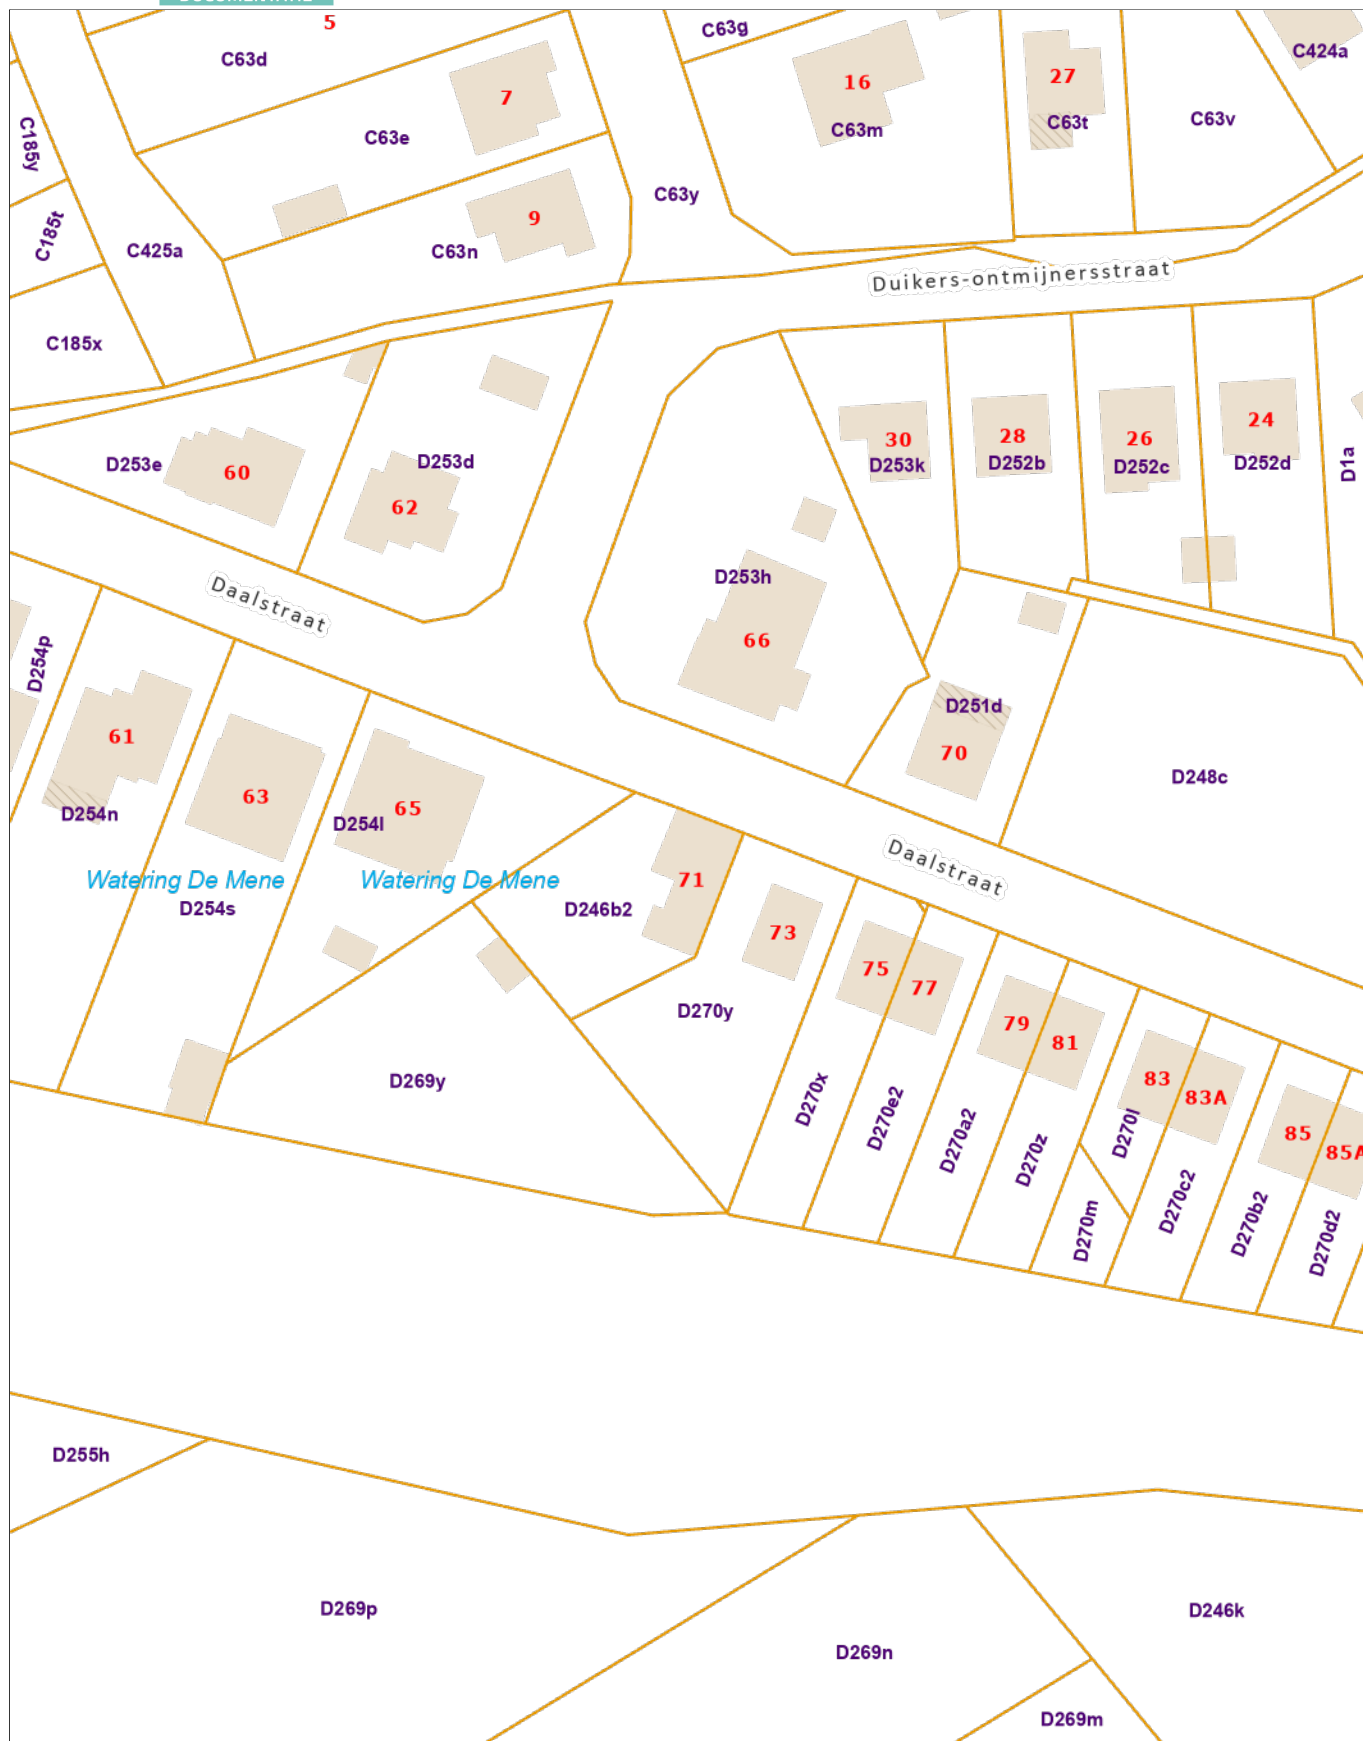 5
C63g
C424a
C63d
7
16
27
C185y
C63e
C63m
C63t
C63v
C63y
9
C185t
C425a
C63n
Duikers-ontmijnersstraat
C185x
24
30
28
26
D253k
D252b
D252c
D252d
D1a
D253e
60
D253d
62
D253h
Daalstraat
66
D254p
D251d
61
70
D248c
63
65
D254n
D254l
Daalstraat
Watering De Mene
Watering De Mene
71
D254s
D246b2
73
75
77
D270y
79
81
D269y
83
83A
D270x
D270e2
D270a2
D270z
D270l
85
85A
D270m
D270c2
D270b2
D270d2
D255h
D269p
D246k
D269n
D269m